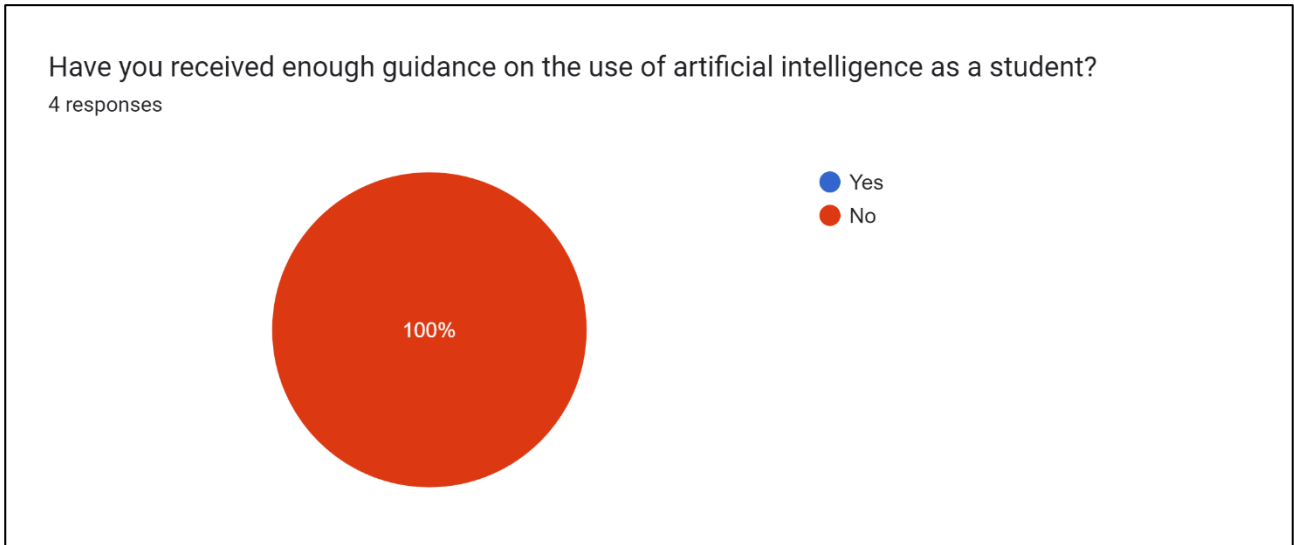 Have you received enough guidance on the use of artificial intelligence as a student?
4 responses
Yes
No
100%